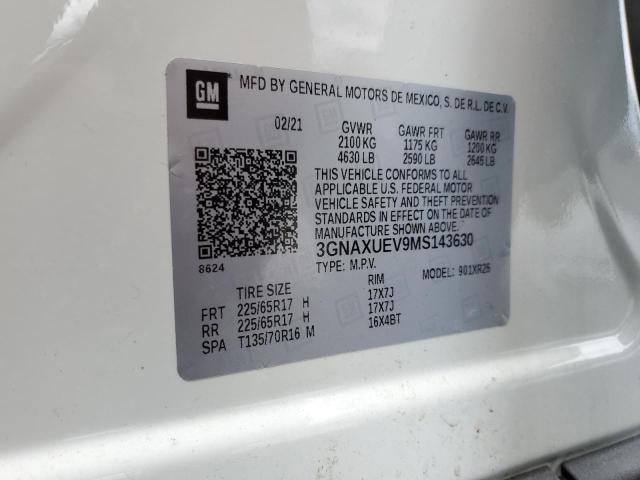 GM
MFD BY GENERAL MOTORS DE MEXICO, S. DE R.L. DE C.V.
02/21 GVWR GAWR FRT GAWR RR
2100 KG 1175 KG 1200 KG
4630 LB 2590 LB 2645 LB
THIS VEHICLE CONFORMS TO ALL
APPLICABLE U.S. FEDERAL MOTOR
VEHICLE SAFETY AND THEFT PREVENTION
STANDARDS IN EFFECT ON THE DATE OF
3GNAXUEV9MS143630
8624
TYPE: M.P.V. MODEL: 901XR26
TIRE SIZE RIM
FRT 225/65R17 H 17X7J
RR 225/65R17 H 17X7J
SPA T135/70R16 M 16X4BT